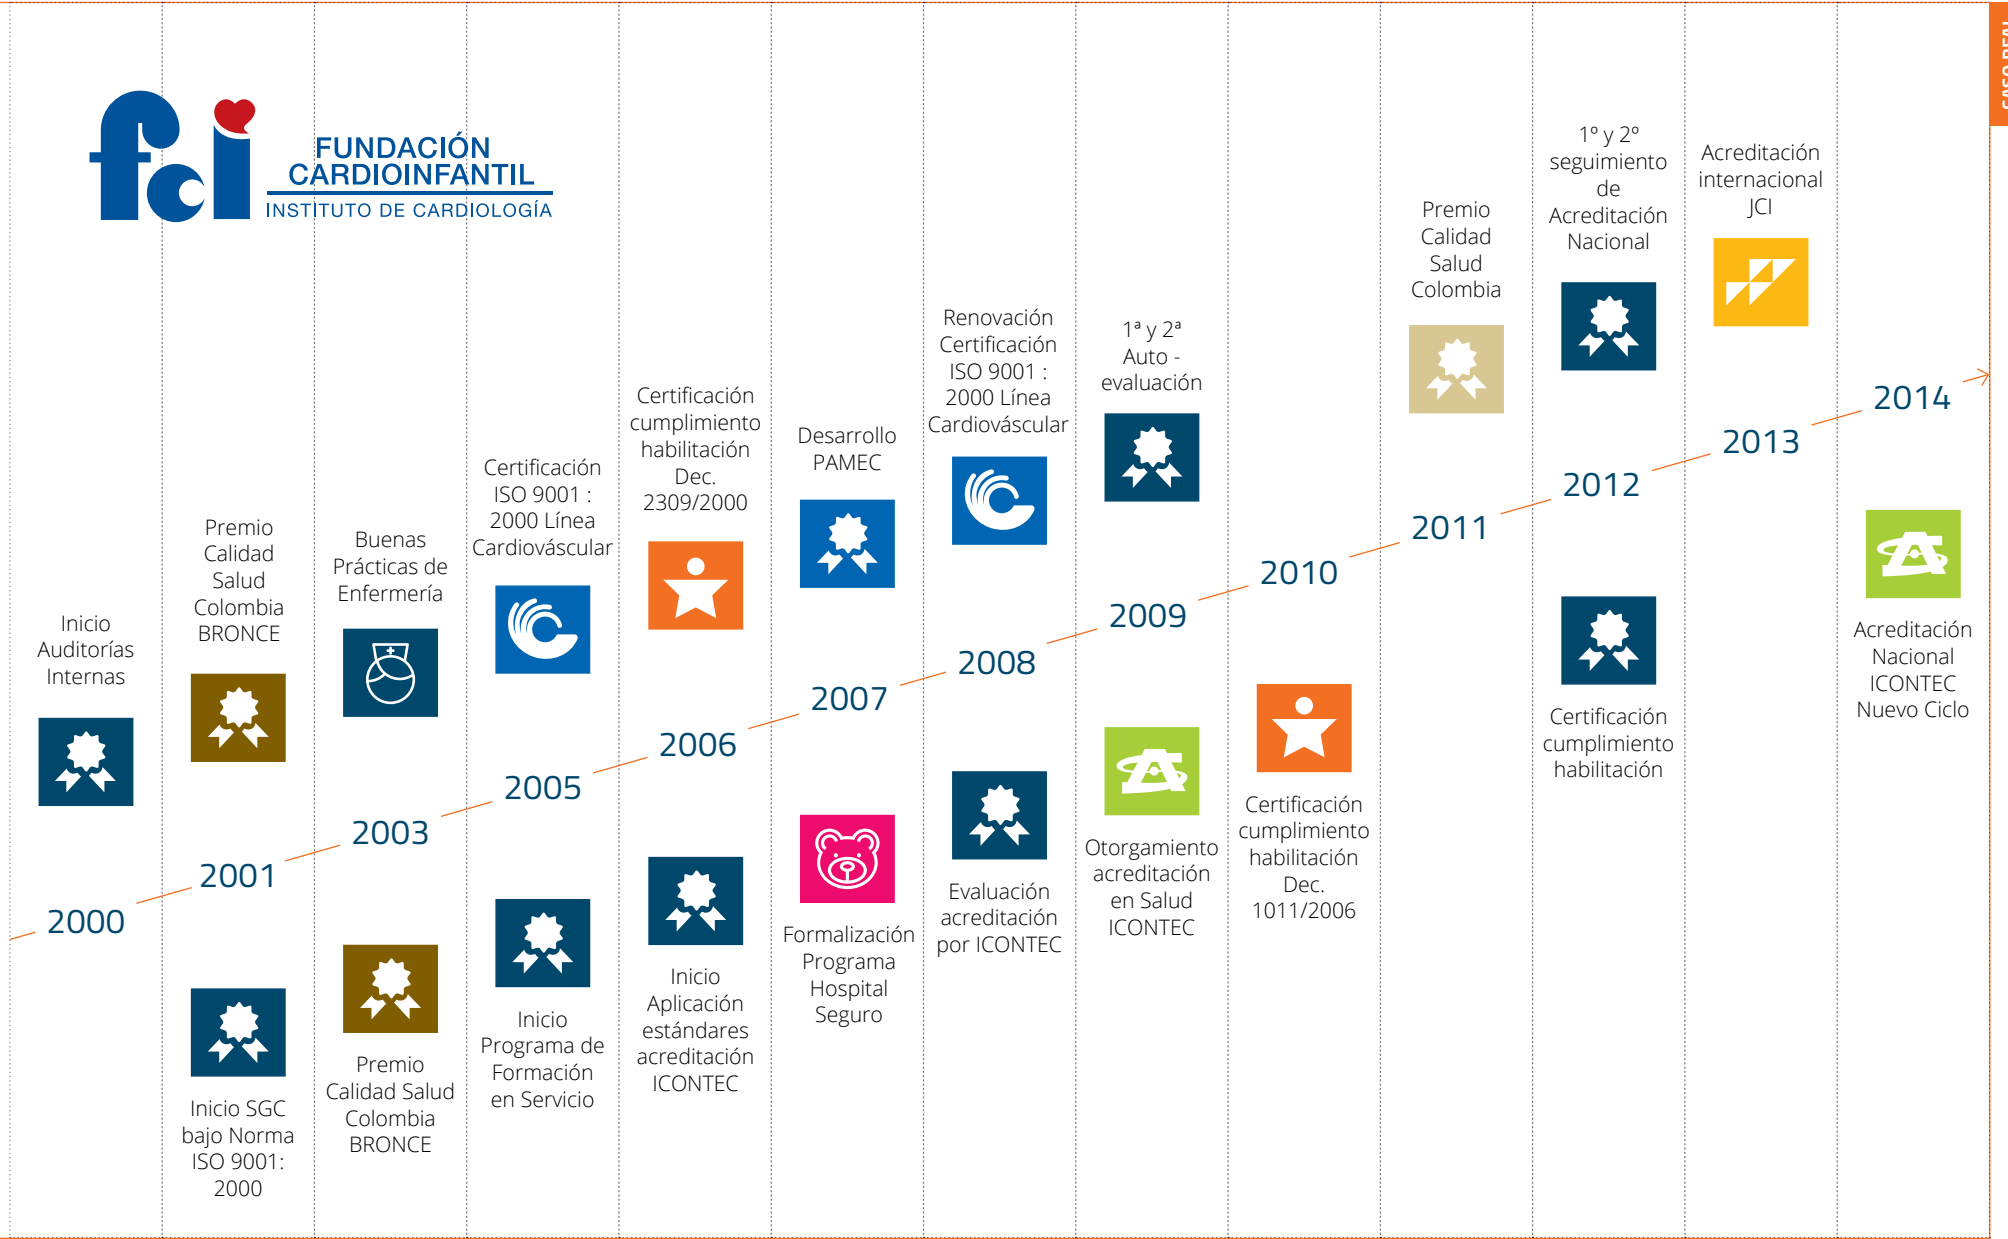 fci
FUNDACIÓN
CARDIOINFANTIL
INSTITUTO DE CARDIOLOGÍA
CASO REAL
Inicio
Auditorías
Internas
2000
Premio
Calidad
Salud
Colombia
BRONCE
2001
Inicio SGC
bajo Norma
ISO 9001:
2000
Buenas
Prácticas de
Enfermería
2003
Premio
Calidad Salud
Colombia
BRONCE
Certificación
ISO 9001 :
2000 Línea
Cardiováscular
2005
Inicio
Programa de
Formación
en Servicio
Certificación
cumplimiento
habilitación
Dec.
2309/2000
2006
Inicio
Aplicación
estándares
acreditación
ICONTEC
Desarrollo
PAMEC
2007
Formalización
Programa
Hospital
Seguro
Renovación
Certificación
ISO 9001 :
2000 Línea
Cardiováscular
2008
Evaluación
acreditación
por ICONTEC
1ª y 2ª
Auto -
evaluación
2009
Otorgamiento
acreditación
en Salud
ICONTEC
2010
Certificación
cumplimiento
habilitación
Dec.
1011/2006
Premio
Calidad
Salud
Colombia
2011
1º y 2º
seguimiento
de
Acreditación
Nacional
2012
Certificación
cumplimiento
habilitación
Acreditación
internacional
JCI
2013
2014
Acreditación
Nacional
ICONTEC
Nuevo Ciclo